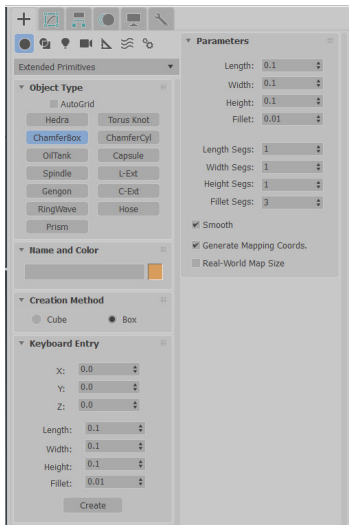 Extended Primitives
Object Type
AutoGrid
Hedra Torus Knot
ChamferBox ChamferCyl
OilTank Capsule
Spindle L-Ext
Gengon C-Ext
RingWave Hose
Prism
Name and Color
Creation Method
Cube Box
Keyboard Entry
X: 0.0
Y: 0.0
Z: 0.0
Length: 0.1
Width: 0.1
Height: 0.1
Fillet: 0.01
Create
Parameters
Length: 0.1
Width: 0.1
Height: 0.1
Fillet: 0.01
Length Segs: 1
Width Segs: 1
Height Segs: 1
Fillet Segs: 3
Smooth
Generate Mapping Coords.
Real-World Map Size